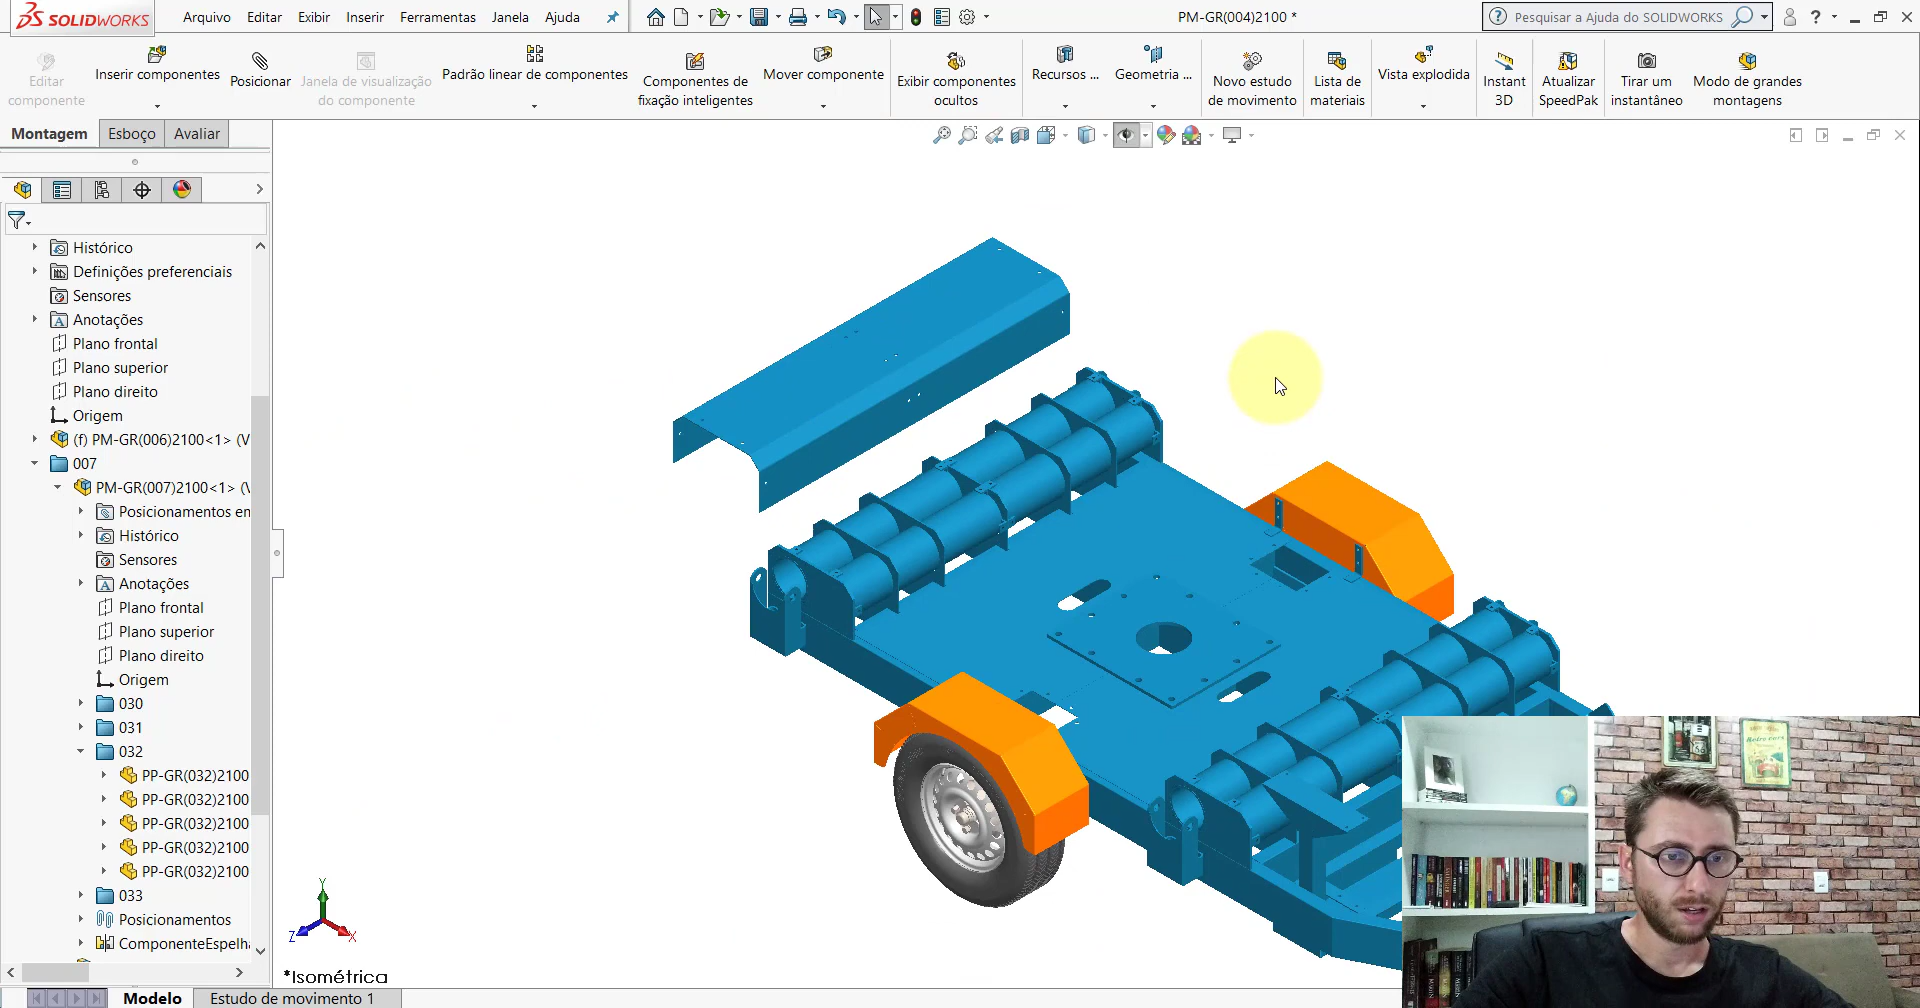 SOLIDWORKS
Arquivo Editar Exibir Inserir Ferramentas Janela Ajuda
PM-GR(004)2100 *
Pesquisar a Ajuda do SOLIDWORKS
?
Editar
componente
Inserir componentes
Posicionar
Janela de visualização
do componente
Padrão linear de componentes
Componentes de
fixação inteligentes
Mover componente
Exibir componentes
ocultos
Recursos ...
Geometria ...
Novo estudo
de movimento
Lista de
materiais
Vista explodida
Instant
3D
Atualizar
SpeedPak
Tirar um
instantâneo
Modo de grandes
montagens
Montagem Esboço Avaliar
Histórico
Definições preferenciais
Sensores
Anotações
Plano frontal
Plano superior
Plano direito
Origem
(f) PM-GR(006)2100<1> (V
007
PM-GR(007)2100<1> (V
Posicionamentos en
Histórico
Sensores
Anotações
Plano frontal
Plano superior
Plano direito
Origem
030
031
032
PP-GR(032)2100
PP-GR(032)2100
PP-GR(032)2100
PP-GR(032)2100
PP-GR(032)2100
033
Posicionamentos
ComponenteEspelha
Y
Z X
*Isométrica
Modelo Estudo de movimento 1